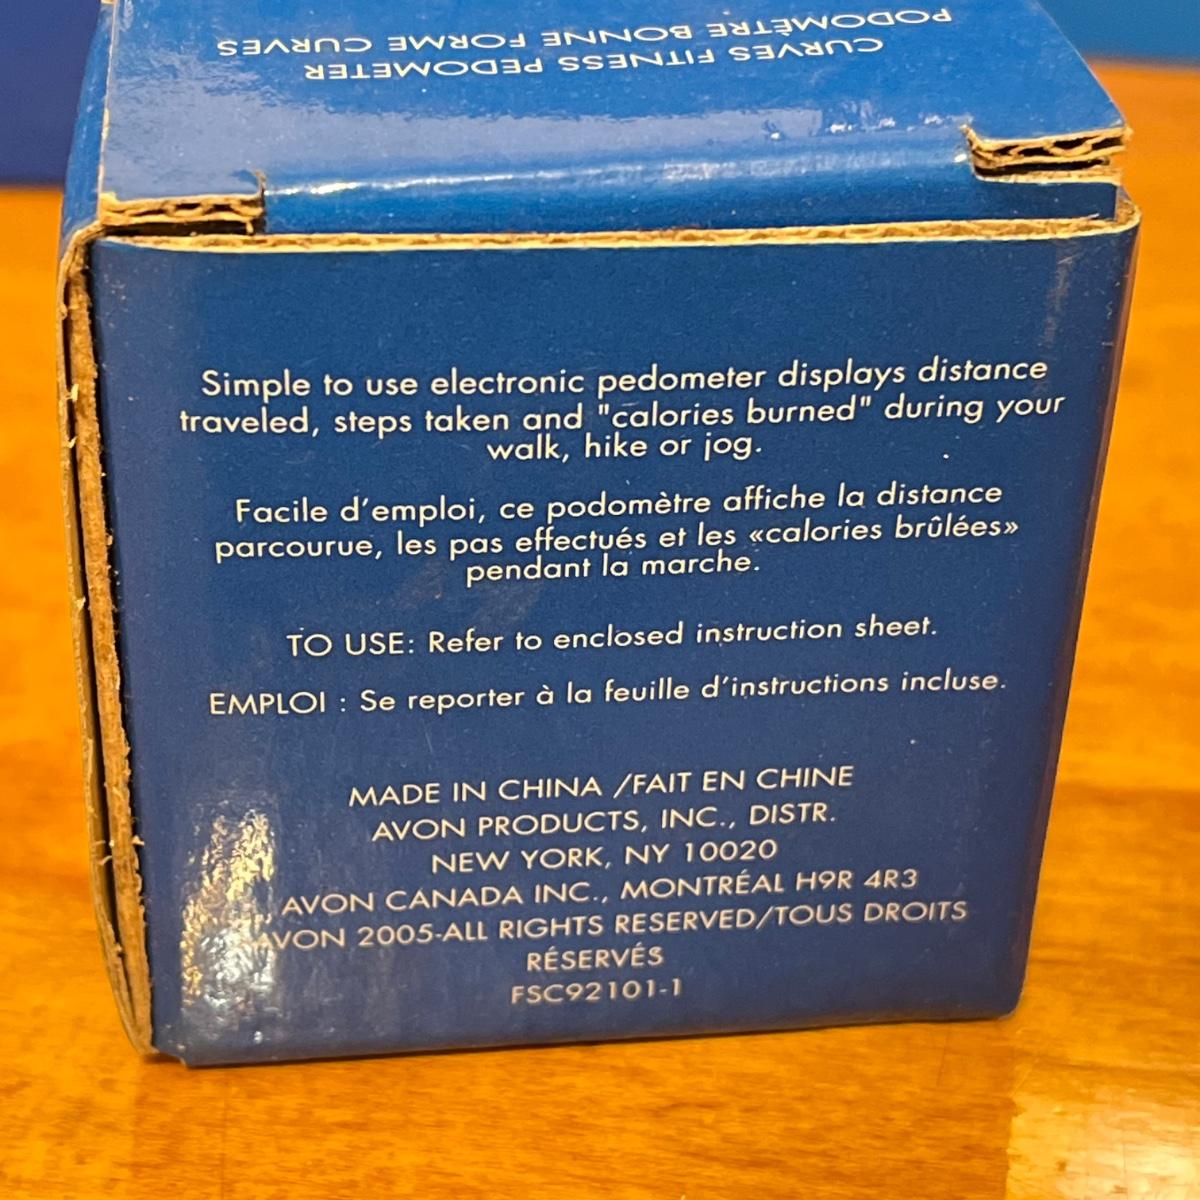 CURVES FITNESS PEDOMETER
PODOMÈTRE BONNE FORME CURVES
Simple to use electronic pedometer displays distance
traveled, steps taken and "calories burned" during your
walk, hike or jog.
Facile d'emploi, ce podomètre affiche la distance
parcourue, les pas effectués et les «calories brûlées»
pendant la marche.
TO USE: Refer to enclosed instruction sheet.
EMPLOI : Se reporter à la feuille d'instructions incluse.
MADE IN CHINA /FAIT EN CHINE
AVON PRODUCTS, INC., DISTR.
NEW YORK, NY 10020
AVON CANADA INC., MONTRÉAL H9R 4R3
AVON 2005-ALL RIGHTS RESERVED/TOUS DROITS
RÉSERVÉS
FSC92101-1